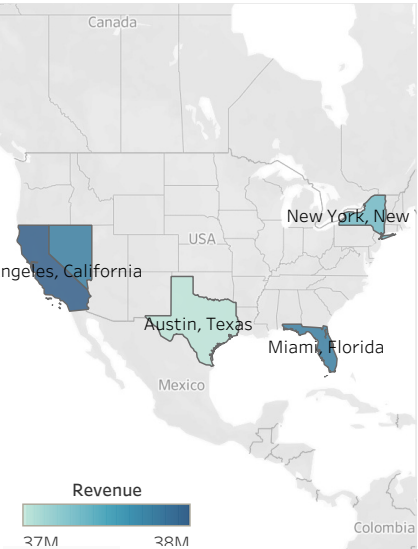 Canada
New York, New Y
USA
ngeles, California
Austin, Texas
Miami, Florida
Mexico
Revenue
37M 38M
Colombia